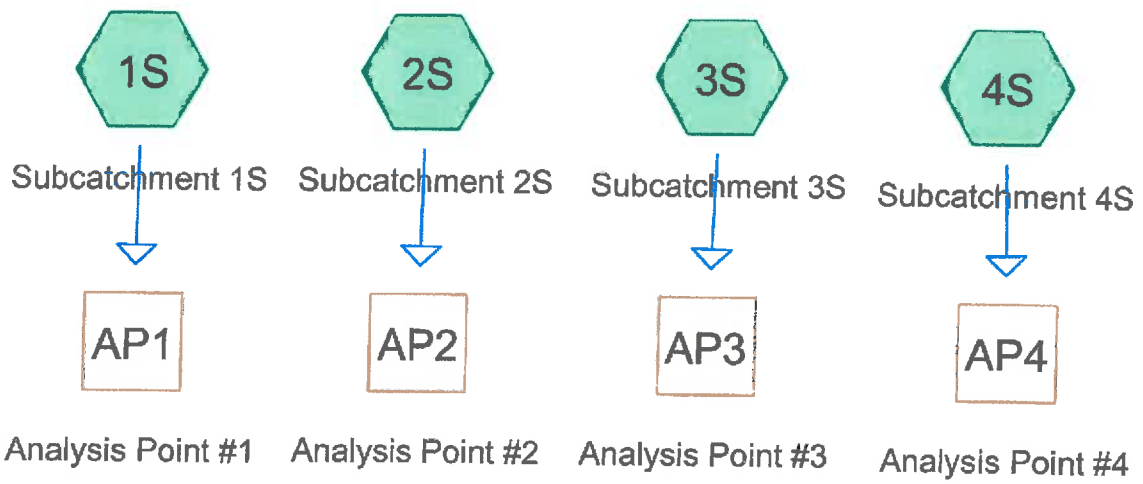 1S
2S
3S
4S
Subcatchment 1S
Subcatchment 2S
Subcatchment 3S
Subcatchment 4S
AP1
AP2
AP3
AP4
Analysis Point #1
Analysis Point #2
Analysis Point #3
Analysis Point #4